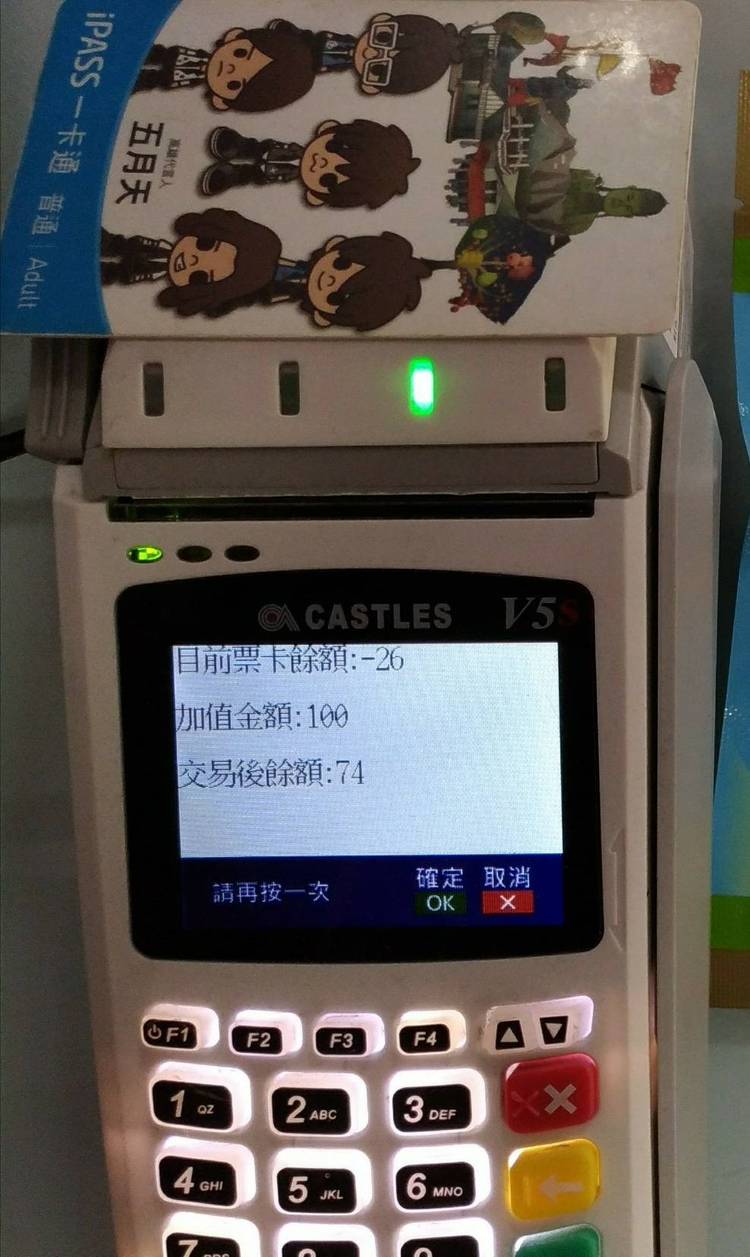 iPASS 一卡通 普通 | Adult
五月天
CASTLES V5S
目前票卡餘額:-26
加值金額:100
交易後餘額:74
請再按一次
確定 取消
OK ×
F1 F2 F3 F4
1 QZ 2 ABC 3 DEF
4 GHI 5 JKL 6 MNO
7